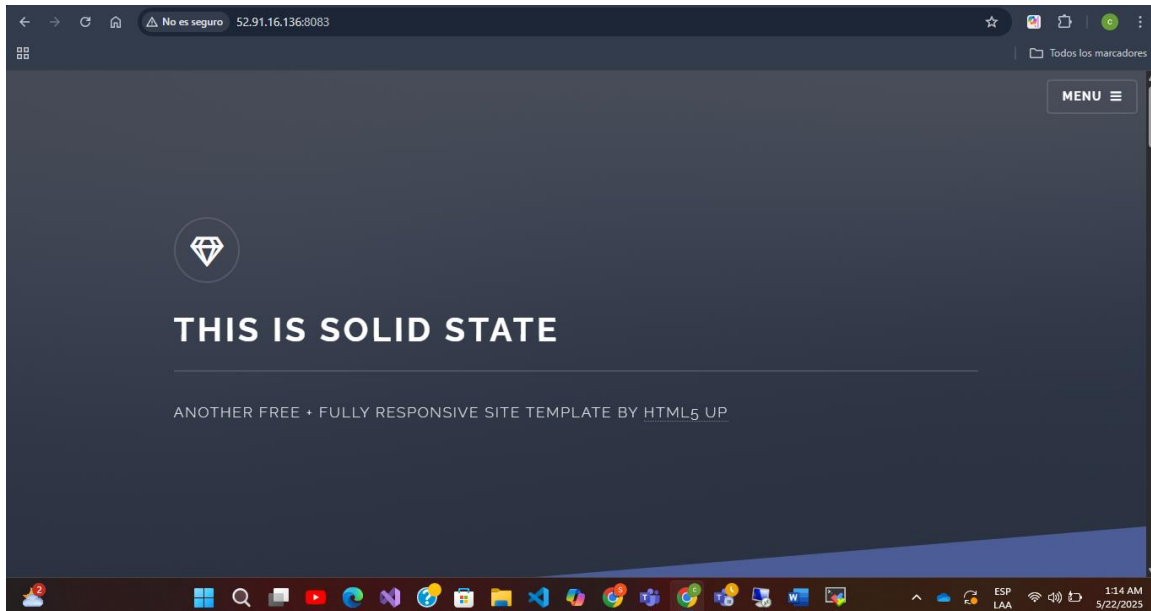 No es seguro 52.91.16.136:8083
Todos los marcadores
MENU
THIS IS SOLID STATE
ANOTHER FREE + FULLY RESPONSIVE SITE TEMPLATE BY HTML5 UP
ESP 1:14 AM
LAA 5/22/2025